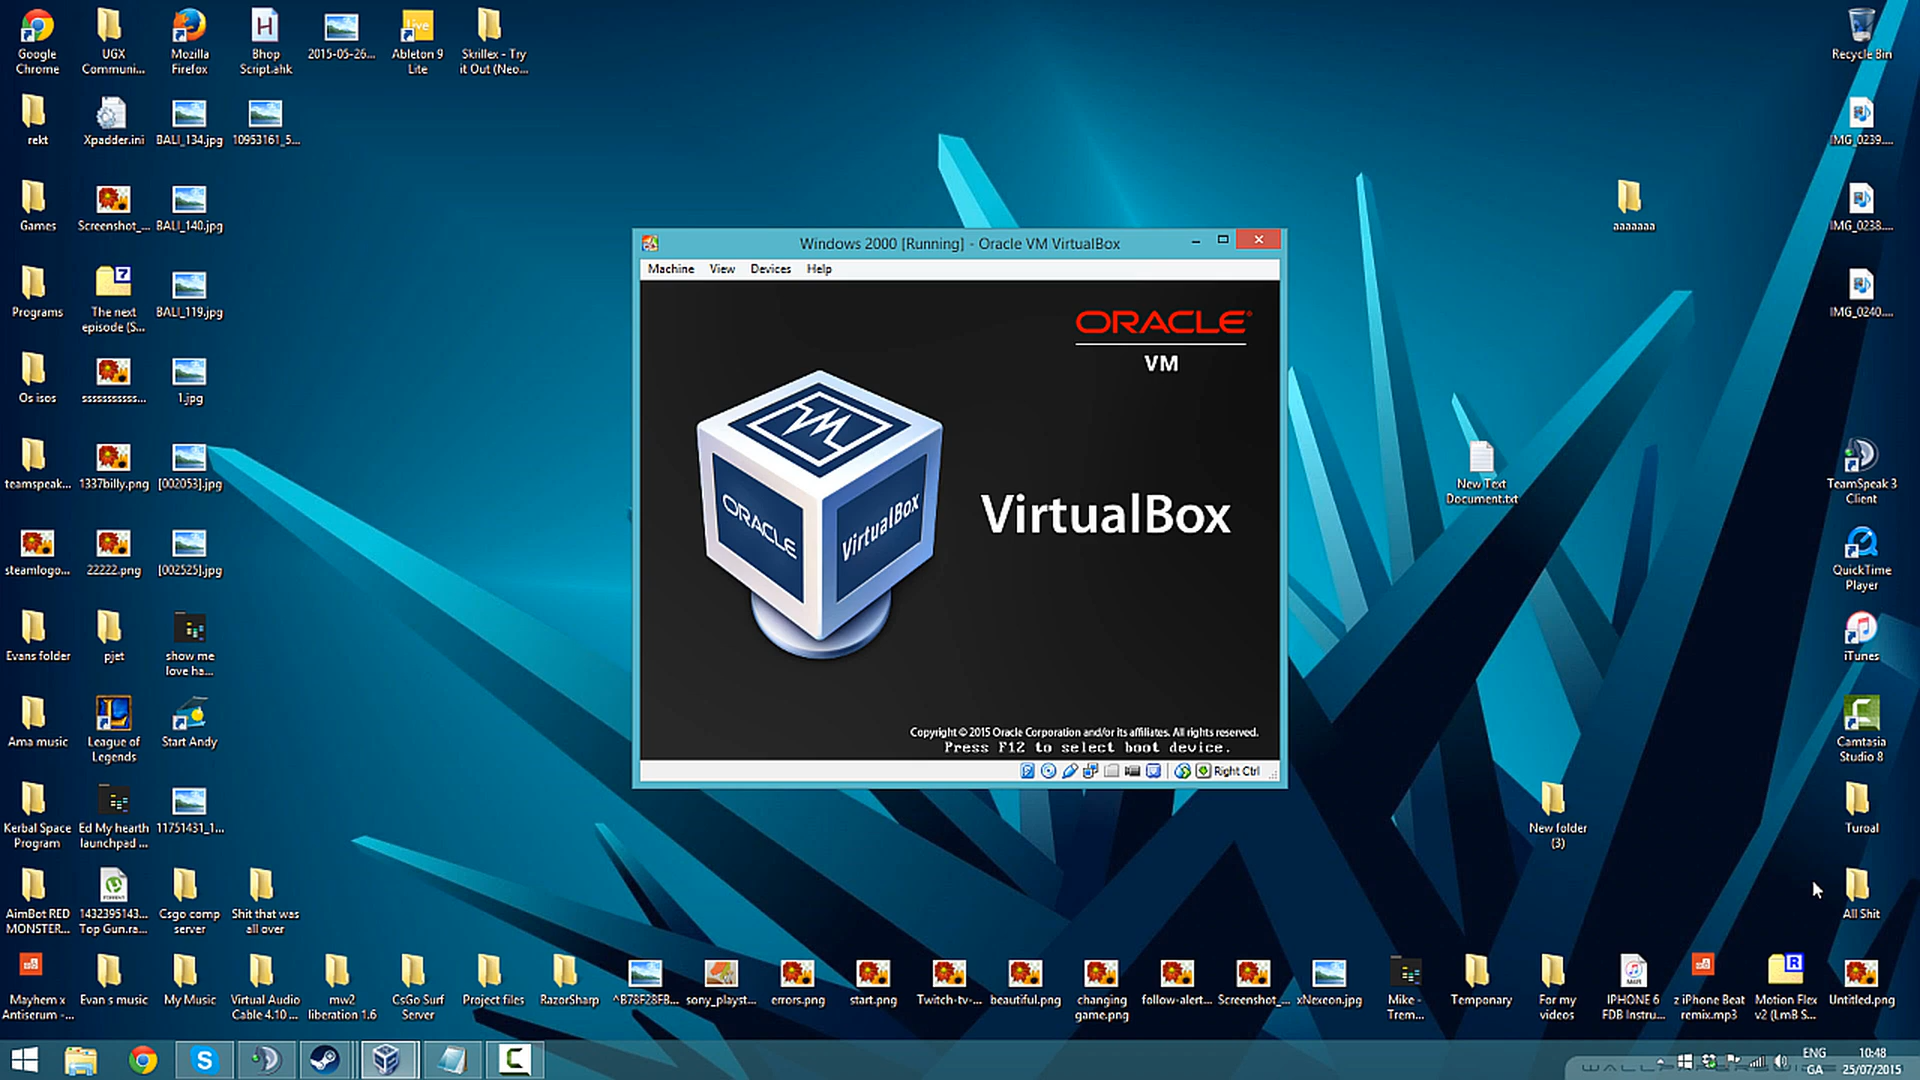 Google Chrome
UGX Communi...
Mozilla Firefox
Bhop Script.ahk
2015-05-26...
Ableton 9 Lite
Skrillex - Try it Out (Neo...
Recycle Bin
rekt
Xpadder.ini
BALI_134.jpg
10953161_5...
IMG_0239....
Games
Screenshot_...
BALI_140.jpg
aaaaaaa
IMG_0238....
Programs
The next episode (S...
BALI_119.jpg
IMG_0240....
Os isos
sssssssssss...
1.jpg
teamspeak...
1337billy.png
[002053].jpg
New Text Document.txt
TeamSpeak 3 Client
steamlogo...
22222.png
[002525].jpg
QuickTime Player
Evans folder
pjet
show me love ha...
iTunes
Ama music
League of Legends
Start Andy
Camtasia Studio 8
Kerbal Space Program
Ed My hearth launchpad ...
11751431_1...
New folder (3)
Turoal
AimBot RED MONSTER...
1432395143... Top Gun.ra...
Csgo comp server
Shit that was all over
All Shit
Mayhem x Antiserum -...
Evan s music
My Music
Virtual Audio Cable 4.10 ...
mw2 liberation 1.6
CsGo Surf Server
Project files
RazorSharp
^B78F28FB...
sony_playst...
errors.png
start.png
Twitch-tv-...
beautiful.png
changing game.png
follow-alert...
Screenshot_...
xNexeon.jpg
Mike - Trem...
Temponary
For my videos
IPHONE 6 FDB Instru...
z iPhone Beat remix.mp3
Motion Flex v2 (LmB S...
Untitled.png
Windows 2000 [Running] - Oracle VM VirtualBox
Machine View Devices Help
ORACLE
VM
ORACLE
VirtualBox
VirtualBox
Copyright © 2015 Oracle Corporation and/or its affiliates. All rights reserved.
Press F12 to select boot device.
Right Ctrl
ENG
GA
10:48
25/07/2015